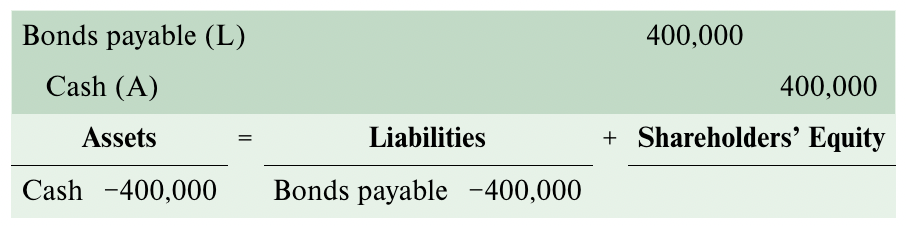 Bonds payable (L) 400,000
Cash (A) 400,000
Assets = Liabilities + Shareholders’ Equity
Cash −400,000 Bonds payable −400,000